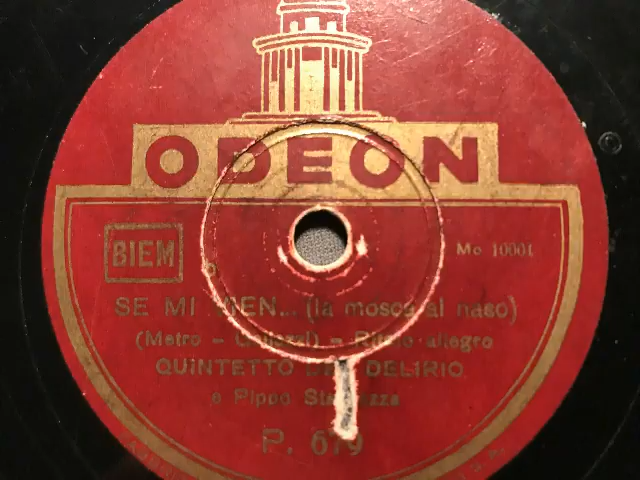 ODEON
BIEM
Mo 10001
SE MI VIEN... (la mosca al naso)
(Metro - - Ritmo allegro
QUINTETTO DEL DELIRIO
e Pippo Starnazza
P. 679